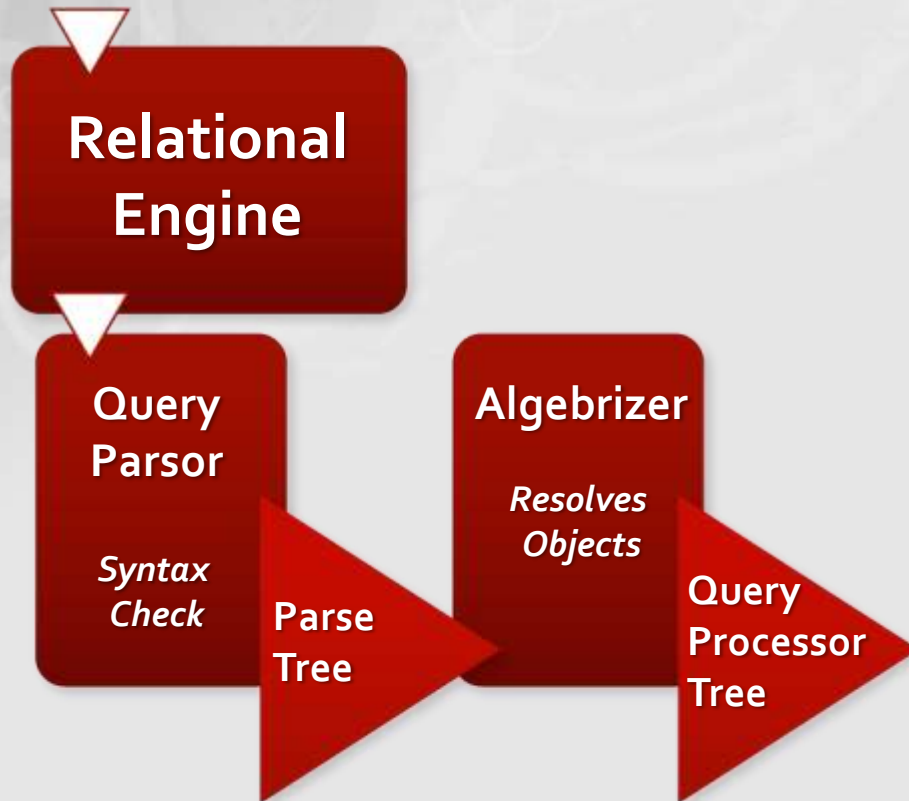 Relational
Engine
Query
Parsor
Syntax
Check
Parse
Tree
Algebrizer
Resolves
Objects
Query
Processor
Tree